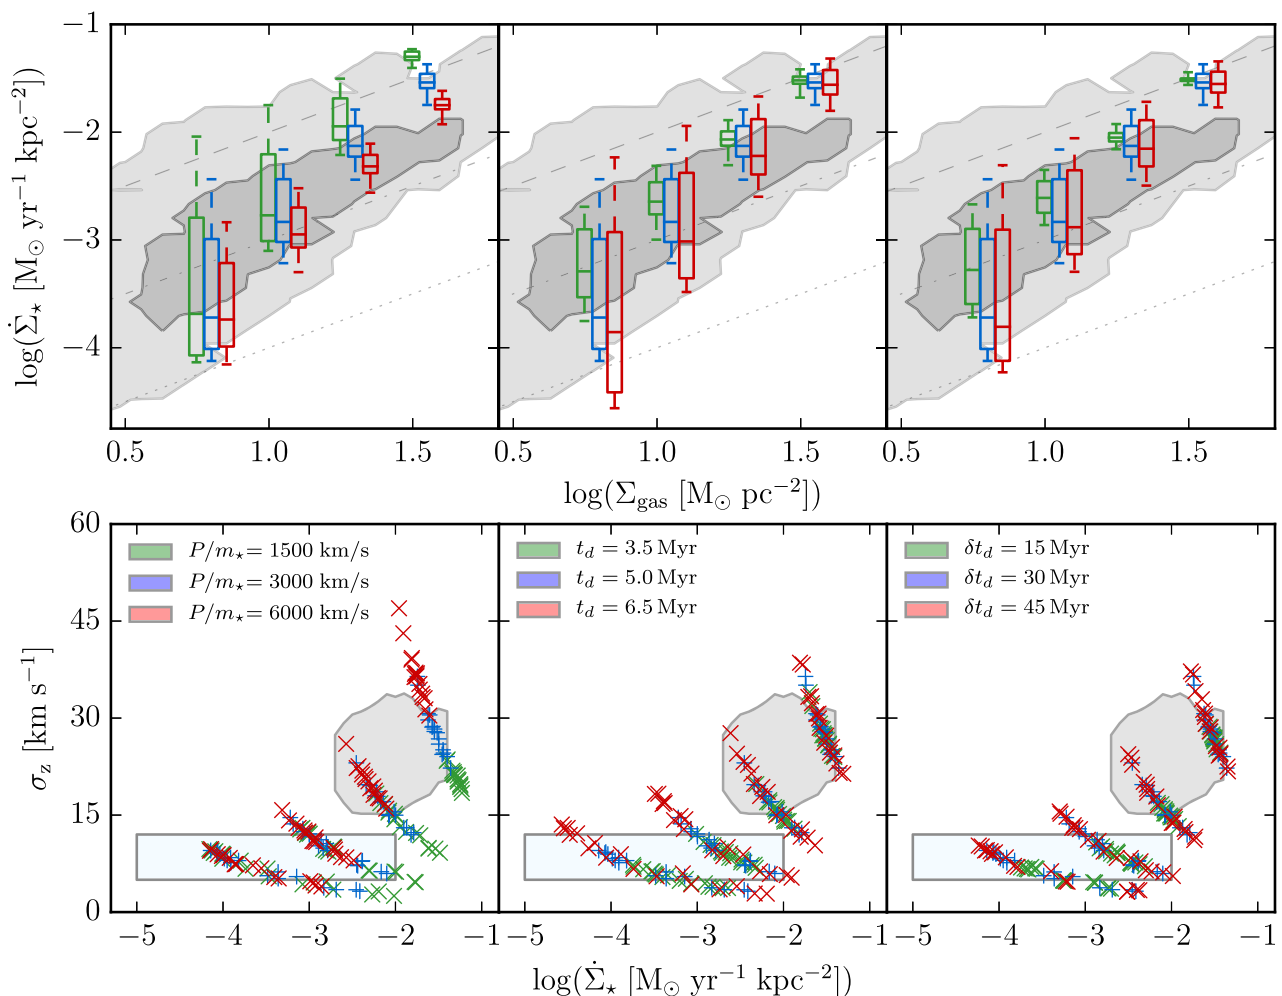 −1
−2
−3
−4
log(Σ̇⋆ [M⊙ yr⁻¹ kpc⁻²])
0.5 1.0 1.5 0.5 1.0 1.5 0.5 1.0 1.5
log(Σgas [M⊙ pc⁻²])
60
45
30
15
0
σz [km s⁻¹]
P/m⋆= 1500 km/s
P/m⋆= 3000 km/s
P/m⋆= 6000 km/s
td = 3.5 Myr
td = 5.0 Myr
td = 6.5 Myr
δtd = 15 Myr
δtd = 30 Myr
δtd = 45 Myr
−5 −4 −3 −2 −1 −5 −4 −3 −2 −1 −5 −4 −3 −2 −1
log(Σ̇⋆ [M⊙ yr⁻¹ kpc⁻²])